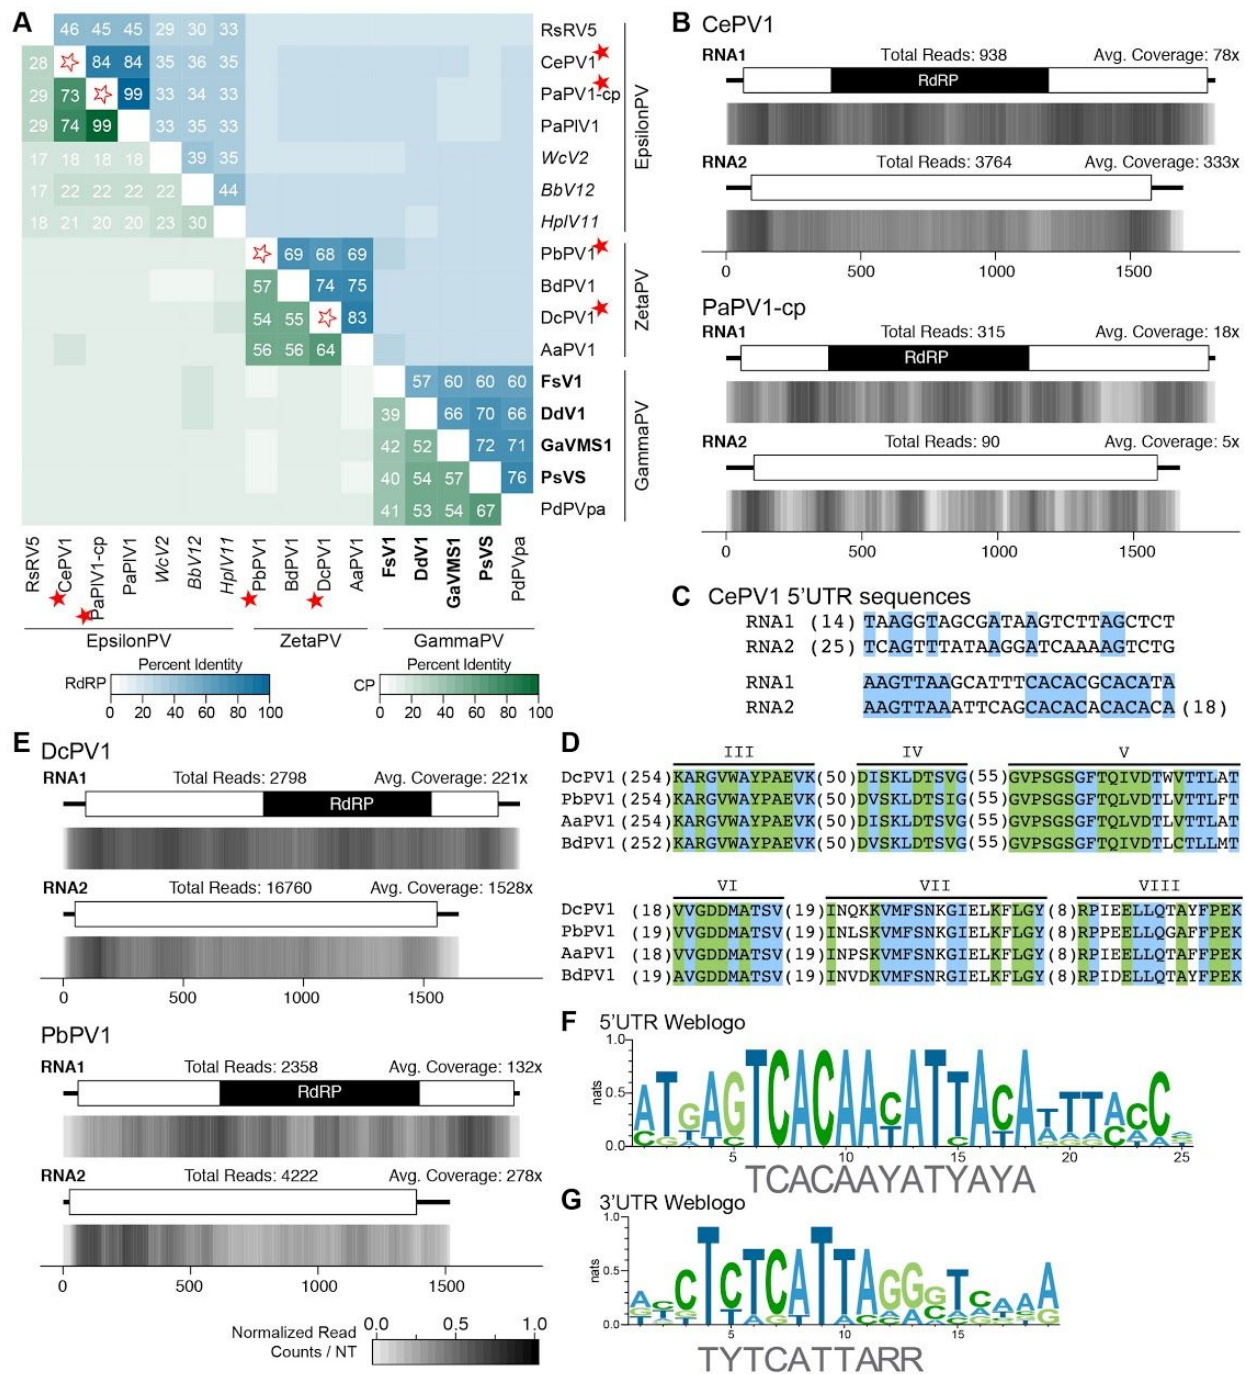 A
46 45 45 29 30 33 RsRV5
28 84 84 35 36 35 CePV1
29 73 99 33 34 33 PaPV1-cp
29 74 99 33 35 33 PaPlV1
17 18 18 18 39 35 WcV2
17 22 22 22 22 44 BbV12
18 21 20 20 23 30 HplV11
69 68 69 PbPV1
57 74 75 BdPV1
54 55 83 DcPV1
56 56 64 AaPV1
57 60 60 60 FsV1
39 66 70 66 DdV1
42 52 72 71 GaVMS1
40 54 57 76 PsVS
41 53 54 67 PdPVpa
EpsilonPV
ZetaPV
GammaPV
RsRV5 CePV1 PaPlV1-cp PaPlV1 WcV2 BbV12 HplV11 PbPV1 BdPV1 DcPV1 AaPV1 FsV1 DdV1 GaVMS1 PsVS PdPVpa
EpsilonPV ZetaPV GammaPV
Percent Identity Percent Identity
RdRP CP
0 20 40 60 80 100 0 20 40 60 80 100
B CePV1
RNA1 Total Reads: 938 Avg. Coverage: 78x
RdRP
RNA2 Total Reads: 3764 Avg. Coverage: 333x
0 500 1000 1500
PaPV1-cp
RNA1 Total Reads: 315 Avg. Coverage: 18x
RdRP
RNA2 Total Reads: 90 Avg. Coverage: 5x
0 500 1000 1500
C CePV1 5'UTR sequences
RNA1 (14) TAAGGTAGCGATAAGTCTTAGCTCT
RNA2 (25) TCAGTTTATAAGGATCAAAAGTCTG
RNA1 AAGTTAAGCATTTCACACGCACATA
RNA2 AAGTTAAATTCAGCACACACACACA (18)
E DcPV1
RNA1 Total Reads: 2798 Avg. Coverage: 221x
RdRP
RNA2 Total Reads: 16760 Avg. Coverage: 1528x
0 500 1000 1500
PbPV1
RNA1 Total Reads: 2358 Avg. Coverage: 132x
RdRP
RNA2 Total Reads: 4222 Avg. Coverage: 278x
0 500 1000 1500
Normalized Read Counts / NT
0.0 0.5 1.0
D
III IV V
DcPV1 (254) KARGVWAYPAEVK (50) DISKLDTSVG (55) GVPSGSGFTQIVDTWVTTLAT
PbPV1 (254) KARGVWAYPAEVK (50) DVSKLDTSIG (55) GVPSGSGFTQLVDTLVTTLFT
AaPV1 (254) KARGVWAYPAEVK (50) DISKLDTSVG (55) GVPSGSGFTQLVDTLVTTLAT
BdPV1 (252) KARGVWAYPAEVK (50) DVSKLDTSVG (55) GVPSGSGFTQIVDTLCTLLMT
VI VII VIII
DcPV1 (18) VVGDDMATSV (19) INQKKVMFSNKGIELKFLGY (8) RPIEELLQTAYFPEK
PbPV1 (19) VVGDDMATSV (19) INLSKVMFSNKGIELKFLGY (8) RPPEELLQGAFFPEK
AaPV1 (18) VVGDDMATSV (19) INPSKVMFSNKGIELKFLGY (8) RPIEELLQTAFFPEK
BdPV1 (19) AVGDDMATSV (19) INVDKVMFSNRGIELKFLGY (8) RPIDELLQTAYFPEK
F 5'UTR Weblogo
1.0
nats
0.5
0.0
5 10 15 20 25
TCACAAYATYAYA
G 3'UTR Weblogo
1.0
nats
0.5
0.0
5 10 15
TYTCATTARR